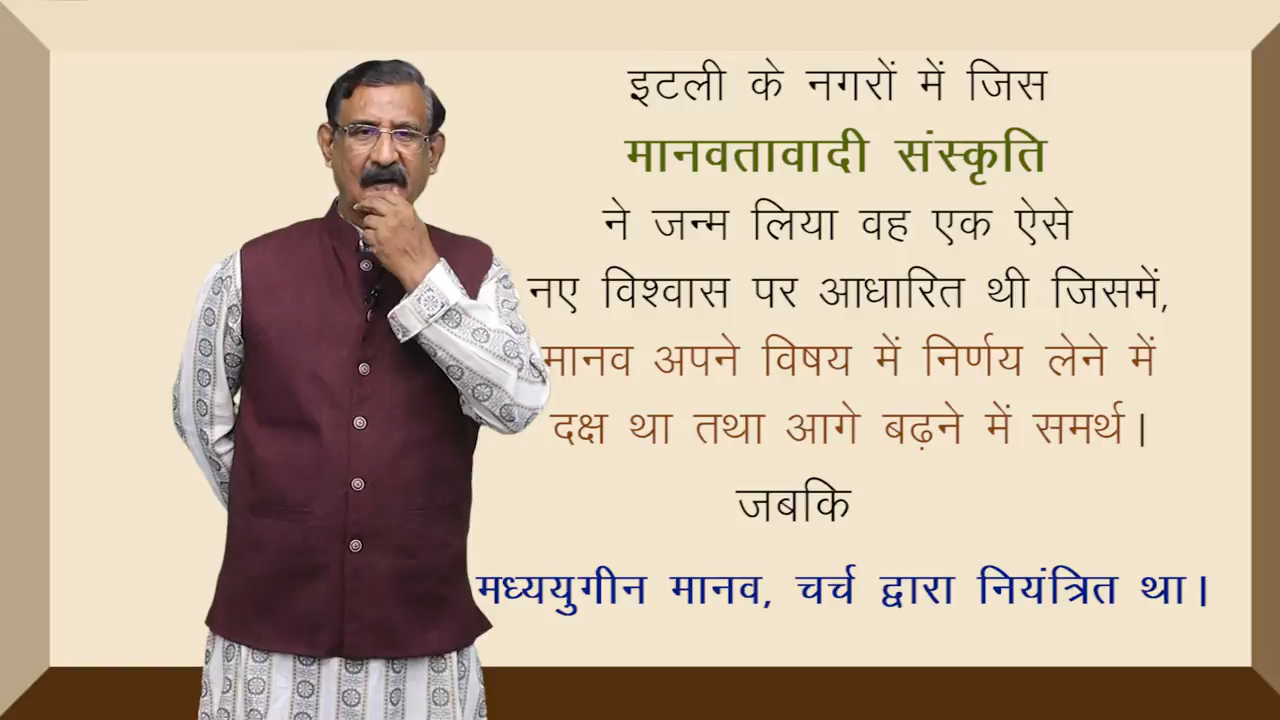 इटली के नगरों में जिस
मानवतावादी संस्कृति
ने जन्म लिया वह एक ऐसे
नए विश्वास पर आधारित थी जिसमें,
मानव अपने विषय में निर्णय लेने में
दक्ष था तथा आगे बढ़ने में समर्थ।
जबकि
मध्ययुगीन मानव, चर्च द्वारा नियंत्रित था।